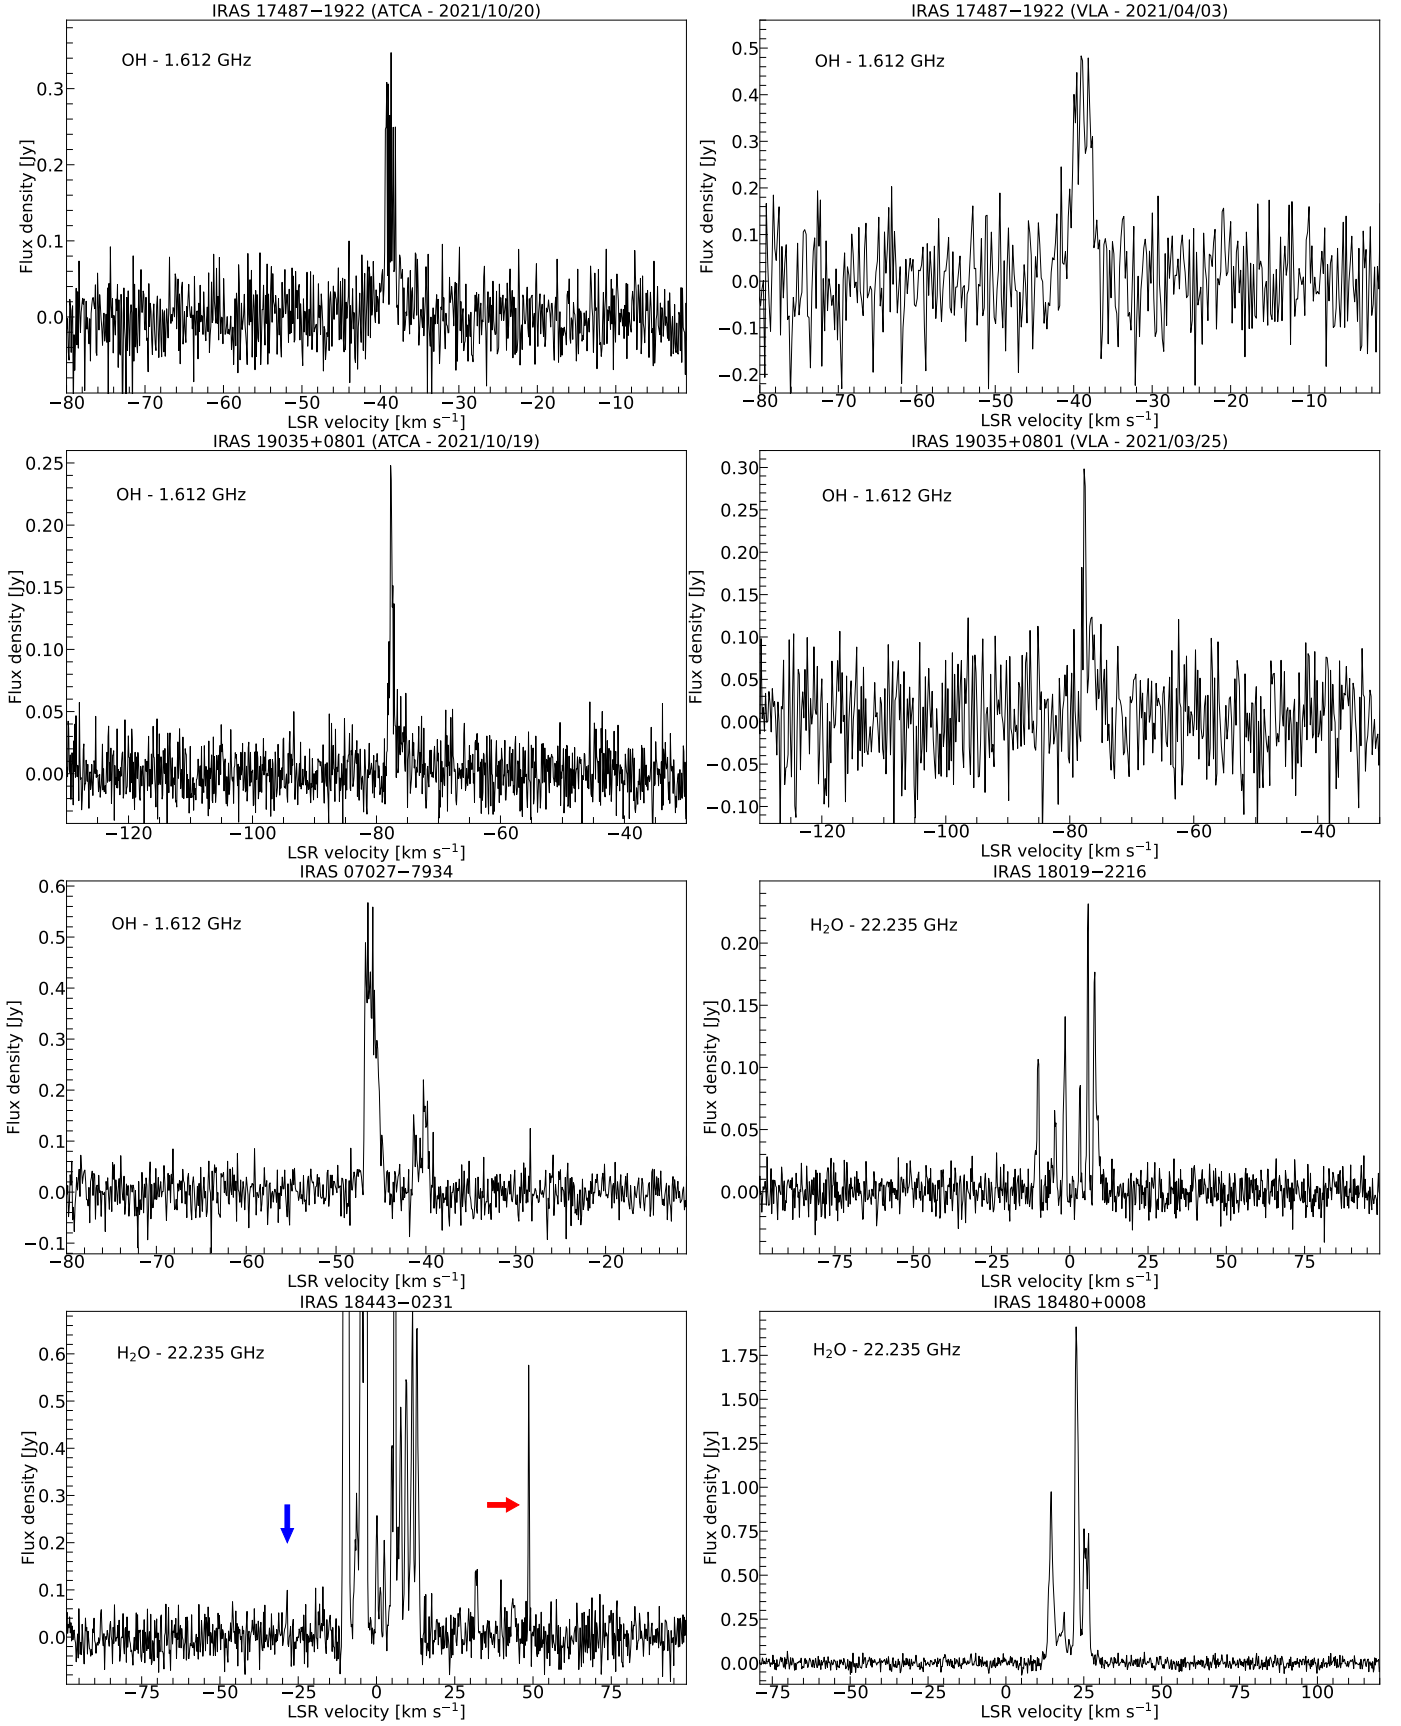 IRAS 17487−1922 (ATCA - 2021/10/20)
OH - 1.612 GHz
Flux density [Jy]
0.3
0.2
0.1
0.0
−80 −70 −60 −50 −40 −30 −20 −10
LSR velocity [km s⁻¹]
IRAS 17487−1922 (VLA - 2021/04/03)
OH - 1.612 GHz
Flux density [Jy]
0.5
0.4
0.3
0.2
0.1
0.0
−0.1
−0.2
−80 −70 −60 −50 −40 −30 −20 −10
LSR velocity [km s⁻¹]
IRAS 19035+0801 (ATCA - 2021/10/19)
OH - 1.612 GHz
Flux density [Jy]
0.25
0.20
0.15
0.10
0.05
0.00
−120 −100 −80 −60 −40
LSR velocity [km s⁻¹]
IRAS 19035+0801 (VLA - 2021/03/25)
OH - 1.612 GHz
Flux density [Jy]
0.30
0.25
0.20
0.15
0.10
0.05
0.00
−0.05
−0.10
−120 −100 −80 −60 −40
LSR velocity [km s⁻¹]
IRAS 07027−7934
OH - 1.612 GHz
Flux density [Jy]
0.6
0.5
0.4
0.3
0.2
0.1
0.0
−0.1
−80 −70 −60 −50 −40 −30 −20
LSR velocity [km s⁻¹]
IRAS 18019−2216
H₂O - 22.235 GHz
Flux density [Jy]
0.20
0.15
0.10
0.05
0.00
−75 −50 −25 0 25 50 75
LSR velocity [km s⁻¹]
IRAS 18443−0231
H₂O - 22.235 GHz
Flux density [Jy]
0.6
0.5
0.4
0.3
0.2
0.1
0.0
−75 −50 −25 0 25 50 75
LSR velocity [km s⁻¹]
IRAS 18480+0008
H₂O - 22.235 GHz
Flux density [Jy]
1.75
1.50
1.25
1.00
0.75
0.50
0.25
0.00
−75 −50 −25 0 25 50 75 100
LSR velocity [km s⁻¹]